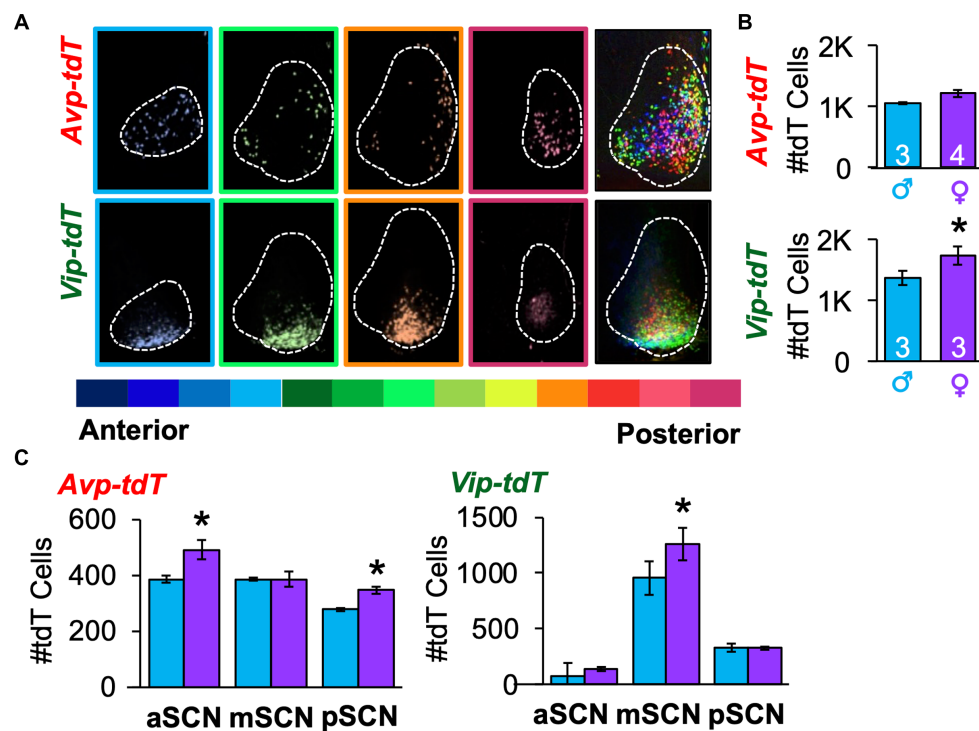 A
Avp-tdT
Vip-tdT
Anterior
Posterior
B
Avp-tdT
#tdT Cells
2K
1K
0
3
4
♂
♀
Vip-tdT
#tdT Cells
2K
1K
0
*
3
3
♂
♀
C
Avp-tdT
#tdT Cells
600
400
200
0
*
*
aSCN mSCN pSCN
Vip-tdT
#tdT Cells
1500
1000
500
0
*
aSCN mSCN pSCN